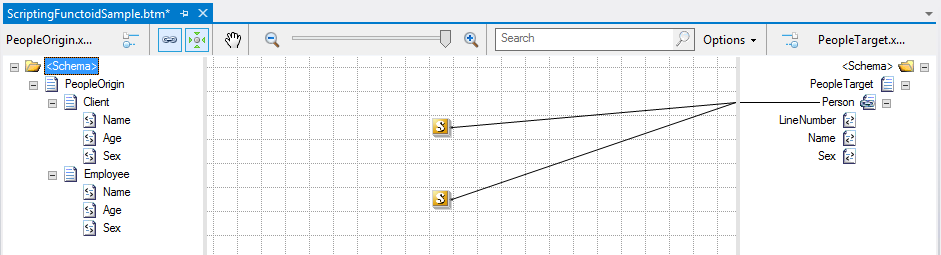 ScriptingFunctoidSample.btm*
PeopleOrigin.x...
Search
Options
PeopleTarget.x...
<Schema>
PeopleOrigin
Client
Name
Age
Sex
Employee
Name
Age
Sex
<Schema>
PeopleTarget
Person
LineNumber
Name
Sex